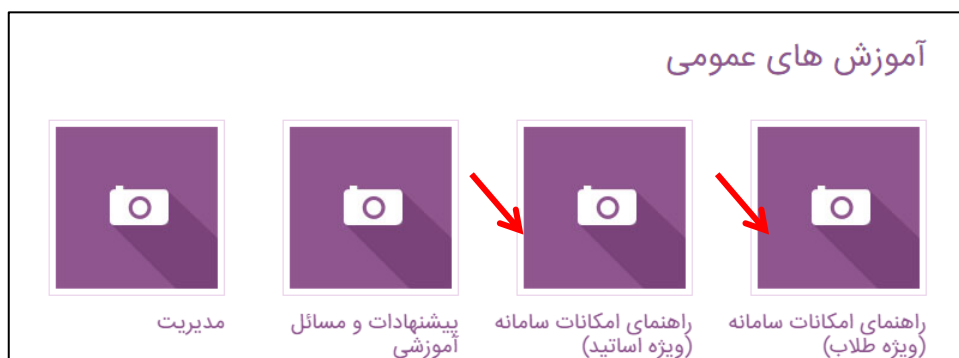 آموزش های عمومی
راهنمای امکانات سامانه
(ویژه طلاب)
راهنمای امکانات سامانه
(ویژه اساتید)
پیشنهادات و مسائل
آموزشی
مدیریت